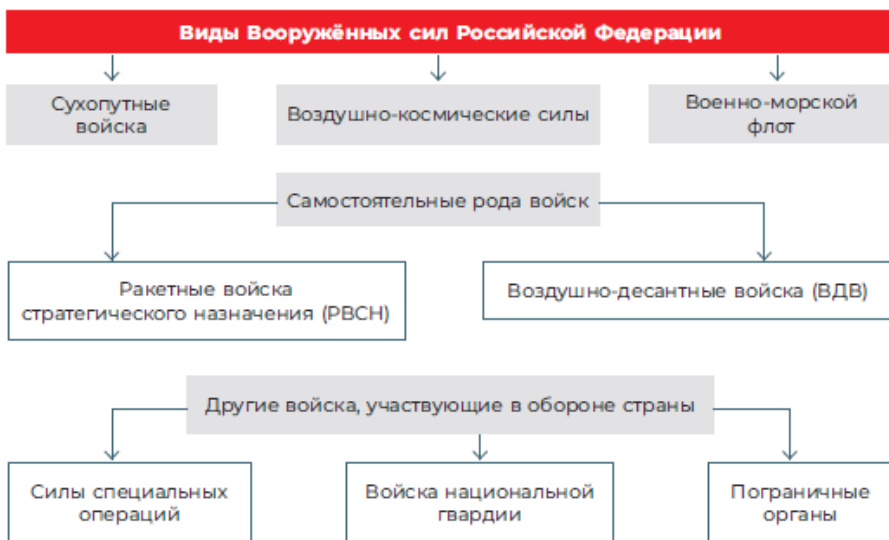 Виды Вооружённых сил Российской Федерации
Сухопутные
войска
Воздушно-космические силы
Военно-морской
флот
Самостоятельные рода войск
Ракетные войска
стратегического назначения (РВСН)
Воздушно-десантные войска (ВДВ)
Другие войска, участвующие в обороне страны
Силы специальных
операций
Войска национальной
гвардии
Пограничные
органы